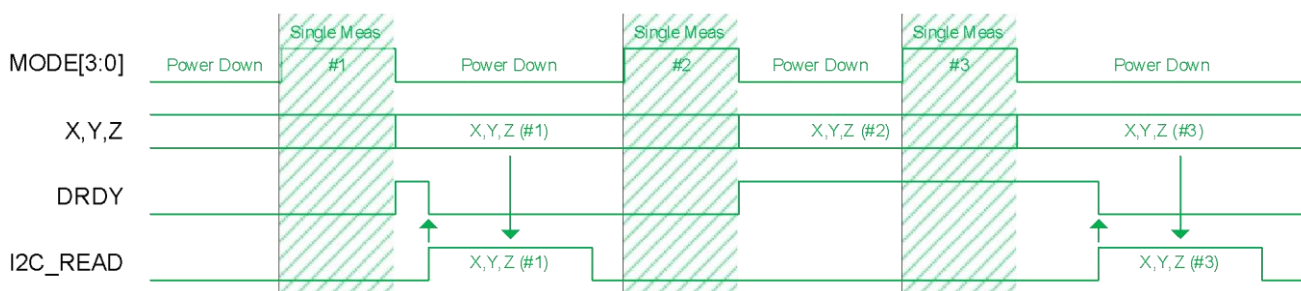 Single Meas Single Meas Single Meas
MODE[3:0] Power Down #1 Power Down #2 Power Down #3 Power Down
X,Y,Z X,Y,Z (#1) X,Y,Z (#2) X,Y,Z (#3)
DRDY
I2C_READ X,Y,Z (#1) X,Y,Z (#3)